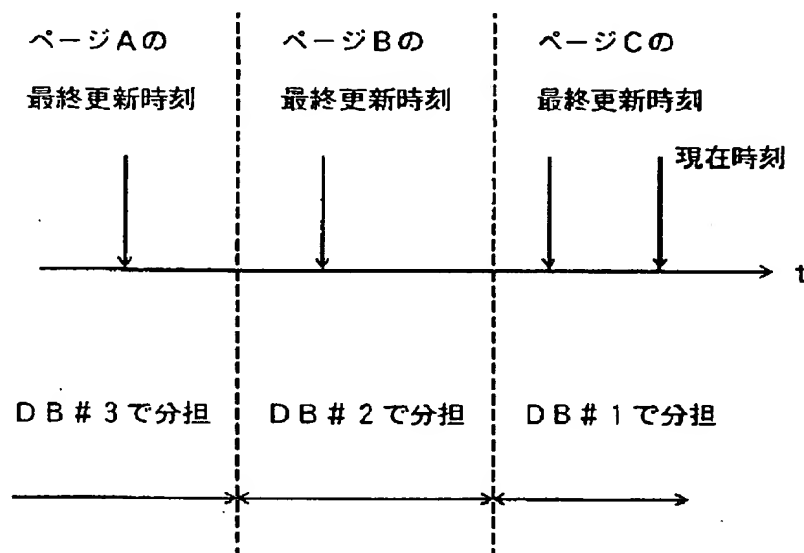 ページAの
最終更新時刻
ページBの
最終更新時刻
ページCの
最終更新時刻
現在時刻
t
DB#3で分担
DB#2で分担
DB#1で分担